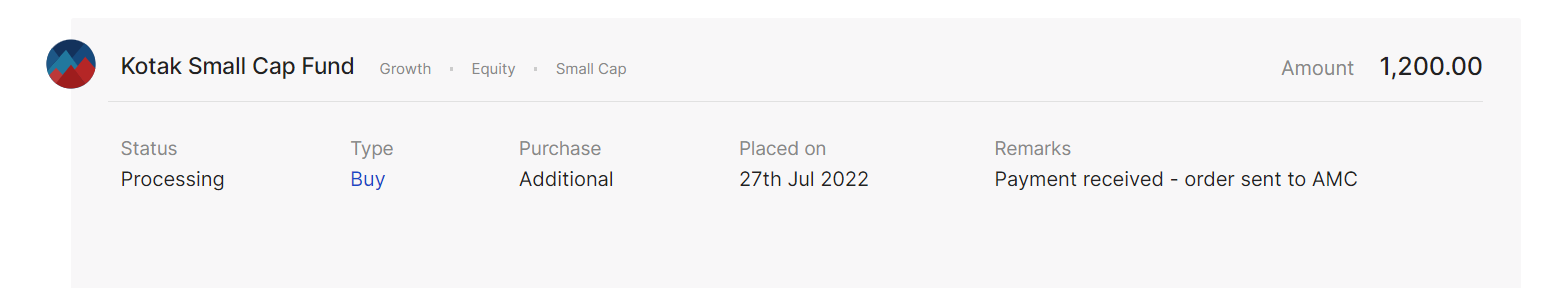 Kotak Small Cap Fund Growth Equity Small Cap Amount 1,200.00
Status Type Purchase Placed on Remarks
Processing Buy Additional 27th Jul 2022 Payment received - order sent to AMC